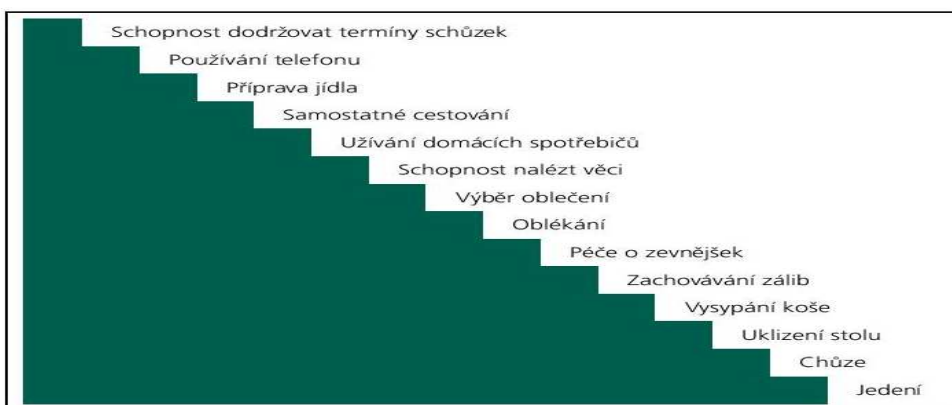 Schopnost dodržovat termíny schůzek
Používání telefonu
Příprava jídla
Samostatné cestování
Užívání domácích spotřebičů
Schopnost nalézt věci
Výběr oblečení
Oblékání
Péče o zevnějšek
Zachovávání zálib
Vysypání koše
Uklizení stolu
Chůze
Jedení